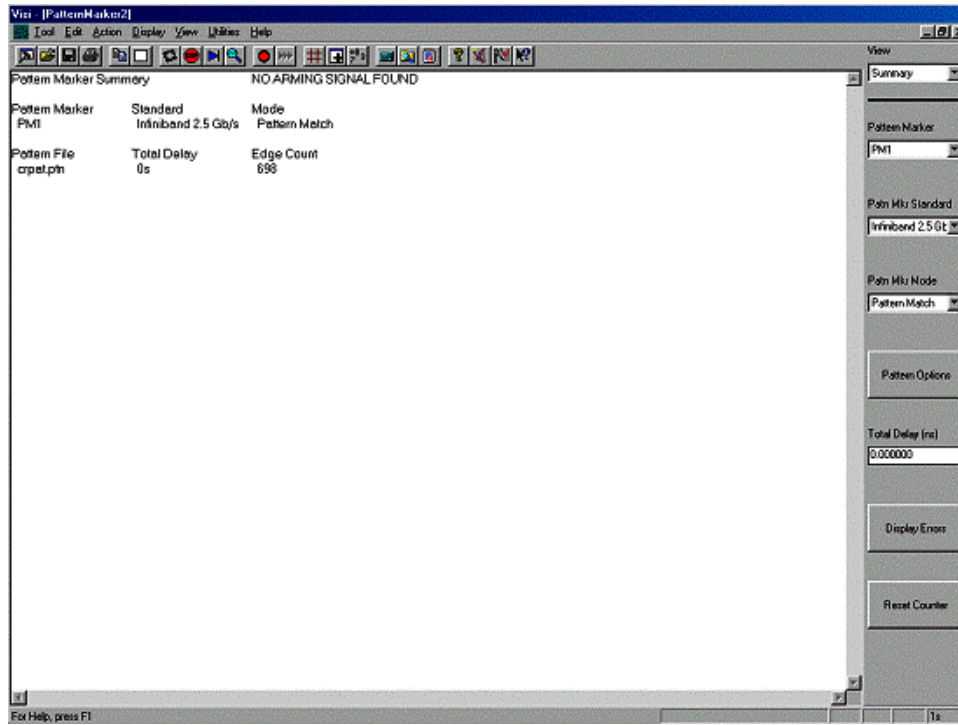 Visi - [PatternMarker2]
Tool Edit Action Display View Utilities Help
Pattern Marker Summary NO ARMING SIGNAL FOUND
Pattern Marker Standard Mode
PM1 Infiniband 2.5 Gb/s Pattern Match
Pattern File Total Delay Edge Count
crpat.ptn 0s 698
View
Summary
Pattern Marker
PM1
Patn Mkr Standard
Infiniband 2.5 Gb
Patn Mkr Mode
Pattern Match
Pattern Options
Total Delay (ns)
0.000000
Display Errors
Reset Counter
For Help, press F1
1s